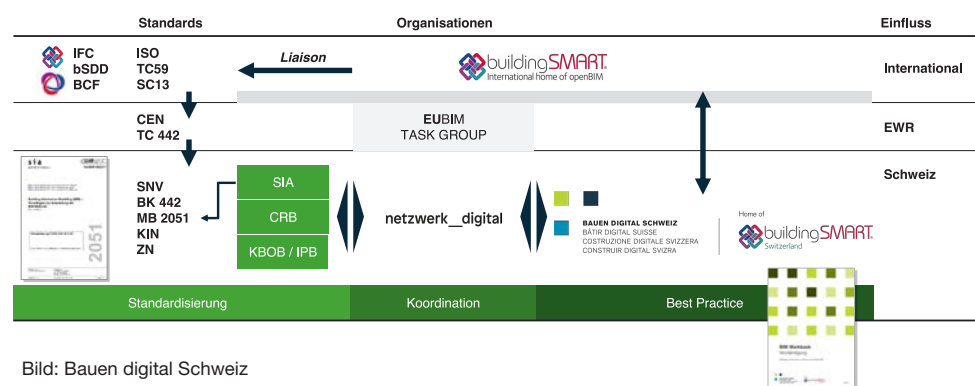 Standards
Organisationen
Einfluss
IFC
bSDD
BCF
ISO
TC59
SC13
Liaison
buildingSMART
International home of openBIM
International
CEN
TC 442
EUBIM
TASK GROUP
EWR
Schweiz
sia
2051
SNV
BK 442
MB 2051
KIN
ZN
SIA
CRB
KBOB / IPB
netzwerk_digital
BAUEN DIGITAL SCHWEIZ
BÂTIR DIGITAL SUISSE
COSTRUZIONE DIGITALE SVIZZERA
CONSTRUIR DIGITAL SVIZRA
Home of
buildingSMART
Switzerland
Standardisierung
Koordination
Best Practice
BIM Workbook
Bild: Bauen digital Schweiz